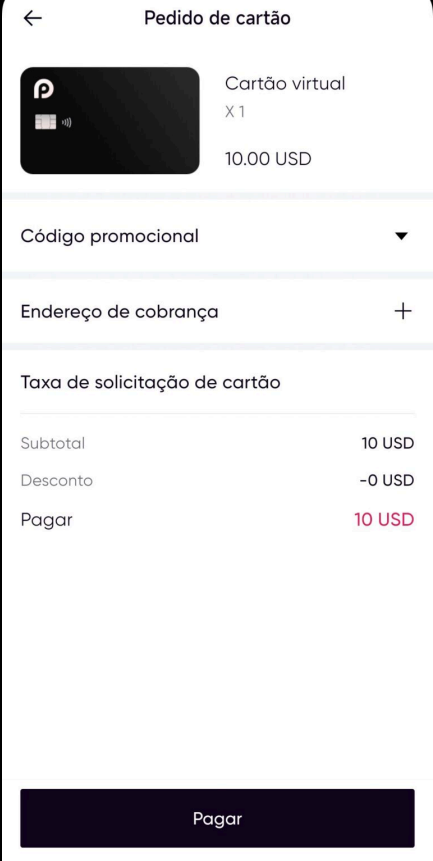 Pedido de cartão
Cartão virtual
X 1
10.00 USD
Código promocional
Endereço de cobrança
Taxa de solicitação de cartão
Subtotal 10 USD
Desconto -0 USD
Pagar 10 USD
Pagar